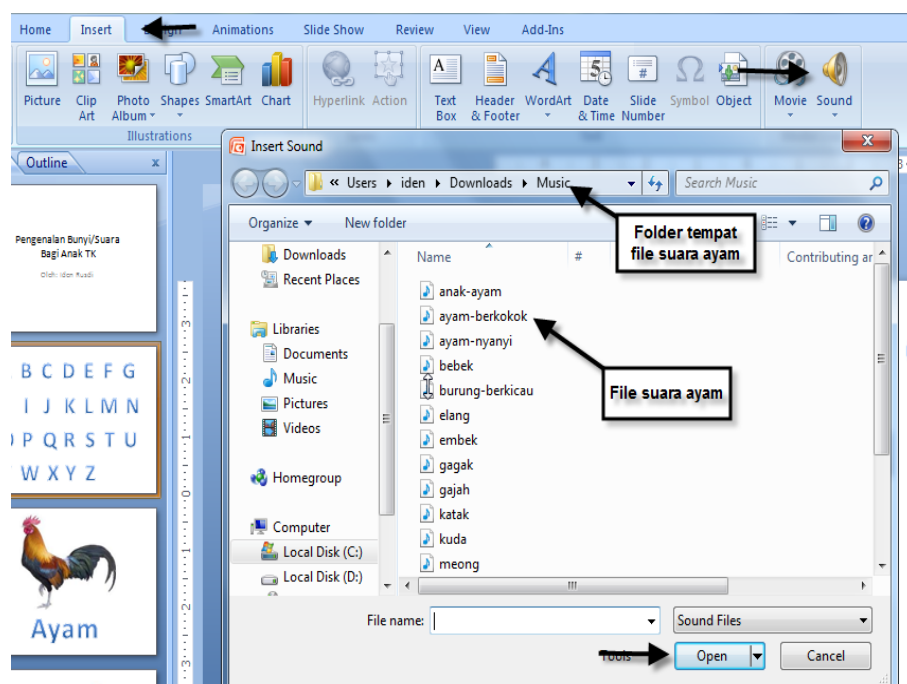 Home Insert Design Animations Slide Show Review View Add-Ins
Picture Clip Art Photo Album Shapes SmartArt Chart Hyperlink Action Text Box Header & Footer WordArt Date & Time Slide Number Symbol Object Movie Sound
Illustrations
Outline x
Pengenalan Bunyi/Suara
Bagi Anak TK
Oleh: Iden Rusdi
B C D E F G
I J K L M N
P Q R S T U
W X Y Z
Ayam
Insert Sound
« Users iden Downloads Music
Search Music
Organize New folder
Folder tempat
file suara ayam
Downloads
Recent Places
Libraries
Documents
Music
Pictures
Videos
Homegroup
Computer
Local Disk (C:)
Local Disk (D:)
Name # Contributing ar
anak-ayam
ayam-berkokok
ayam-nyanyi
bebek
burung-berkicau
elang
embek
gagak
gajah
katak
kuda
meong
File suara ayam
File name: Sound Files
Tools Open Cancel